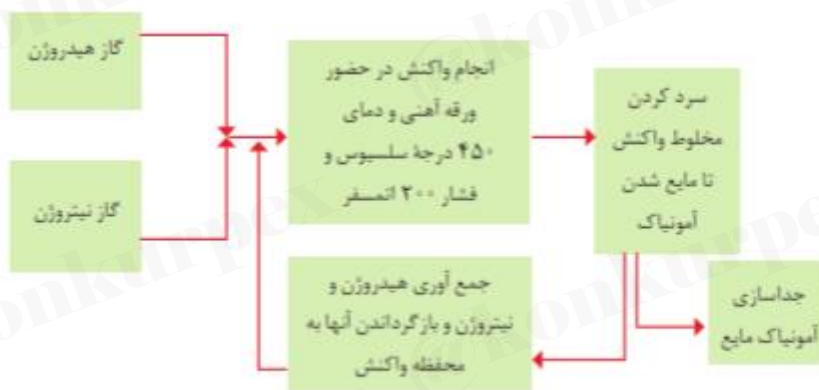 گاز هیدروژن
گاز نیتروژن
انجام واکنش در حضور
ورقه آهنی و دمای
۴۵۰ درجهٔ سلسیوس و
فشار ۲۰۰ اتمسفر
سرد کردن
مخلوط واکنش
تا مایع شدن
آمونیاک
جمع آوری هیدروژن و
نیتروژن و بازگرداندن آنها به
محفظه واکنش
جداسازی
آمونیاک مایع
@konkurpex